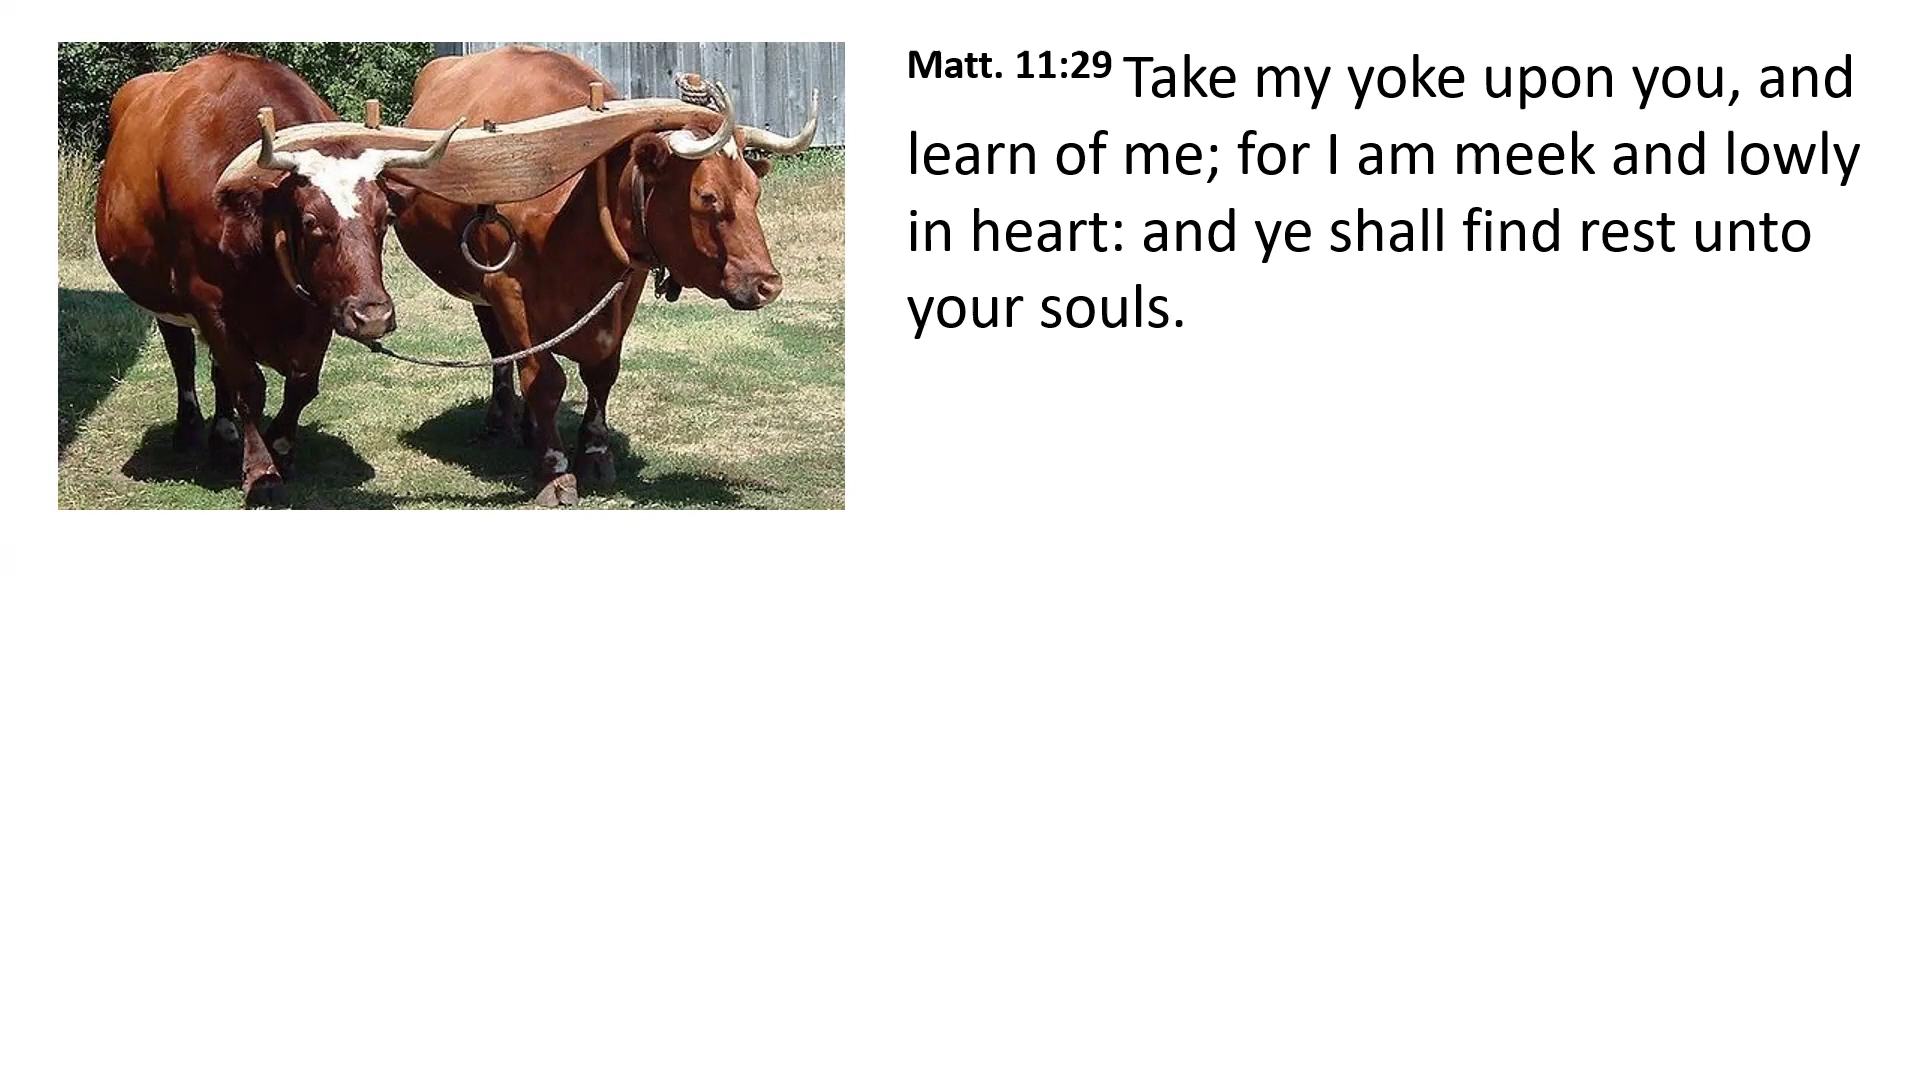 Matt. 11:29 Take my yoke upon you, and
learn of me; for I am meek and lowly
in heart: and ye shall find rest unto
your souls.